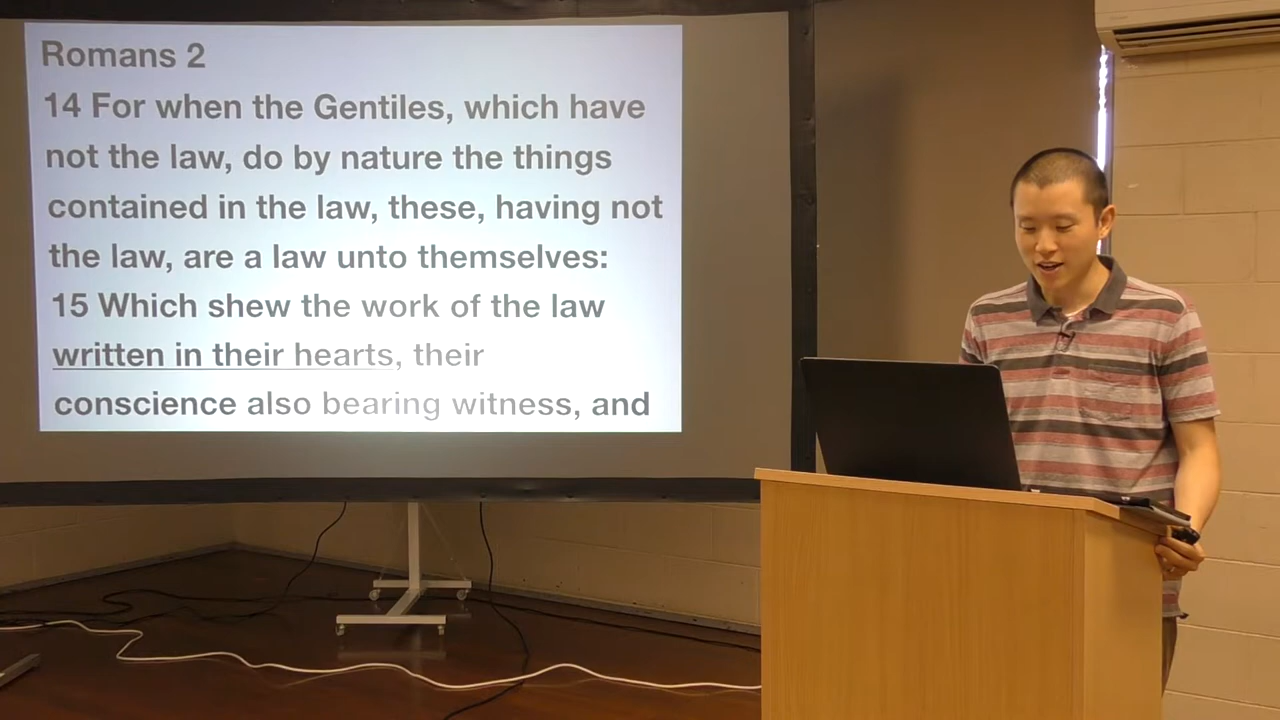 Romans 2
14 For when the Gentiles, which have
not the law, do by nature the things
contained in the law, these, having not
the law, are a law unto themselves:
15 Which shew the work of the law
written in their hearts, their
conscience also bearing witness, and